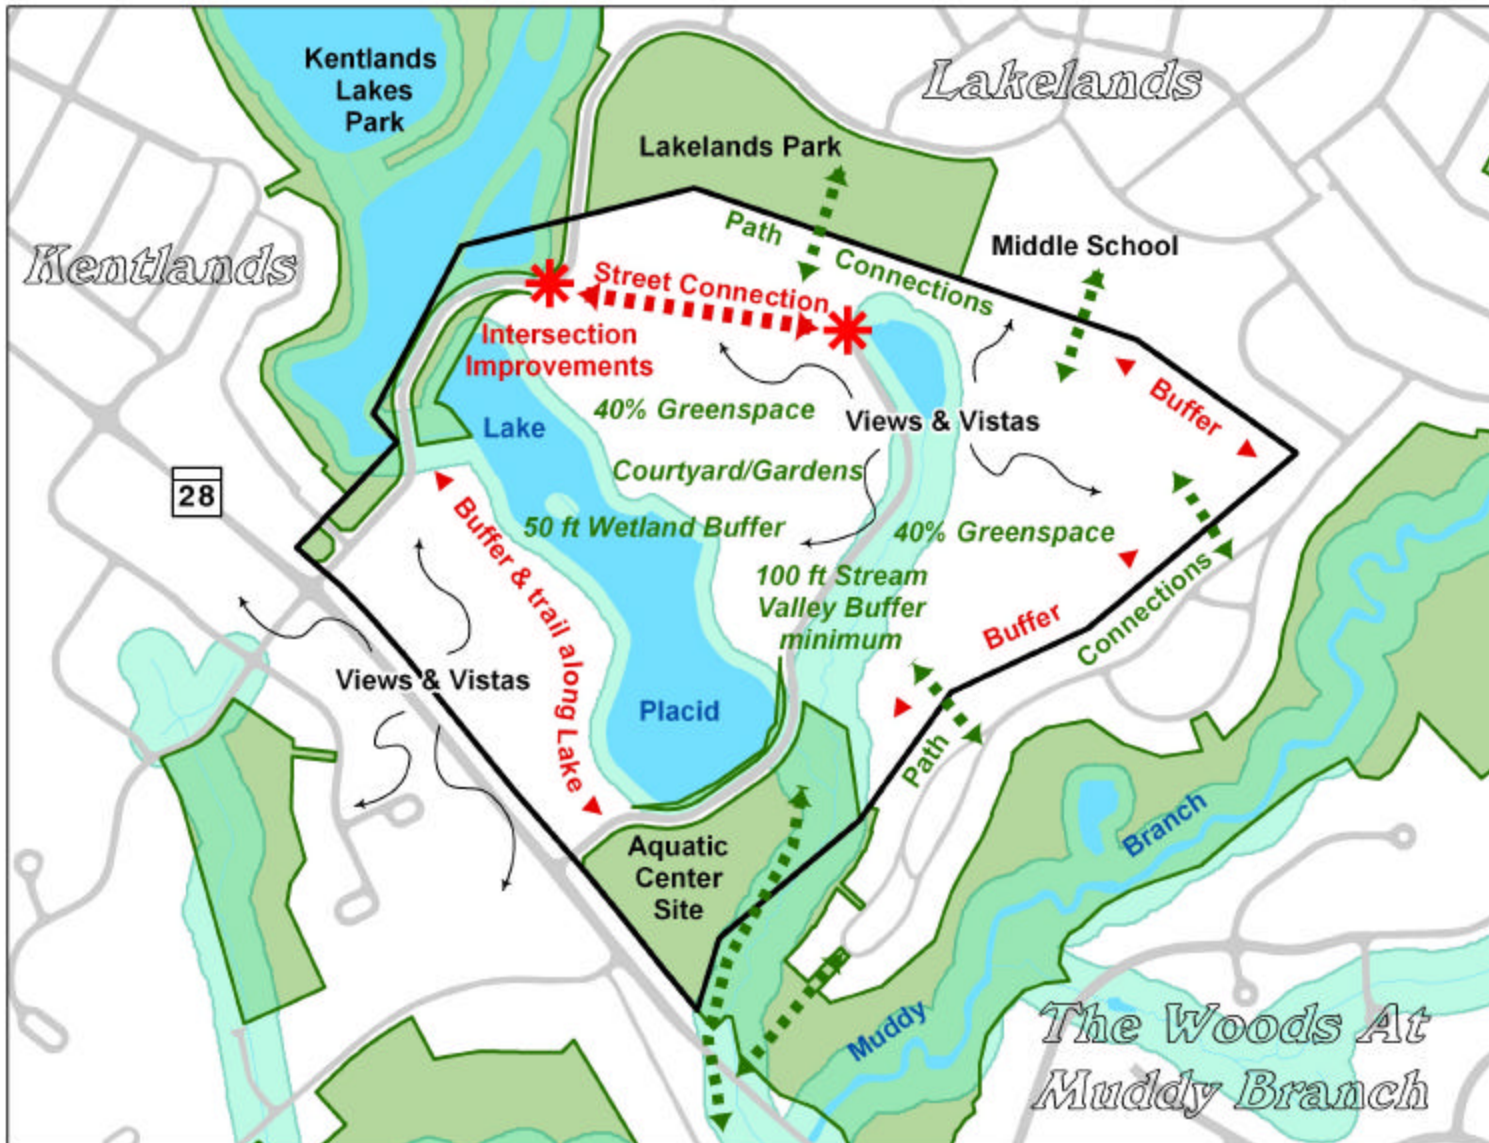 Kentlands
Lakes
Park
Lakelands
Lakelands Park
Kentlands
Path
Connections
Middle School
Street Connection
Intersection
Improvements
Buffer
40% Greenspace
Views & Vistas
Lake
Courtyard/Gardens
28
Buffer & trail along Lake
50 ft Wetland Buffer
40% Greenspace
100 ft Stream
Valley Buffer
minimum
Buffer
Connections
Views & Vistas
Placid
Path
Aquatic
Center
Site
Branch
Muddy
The Woods At
Muddy Branch